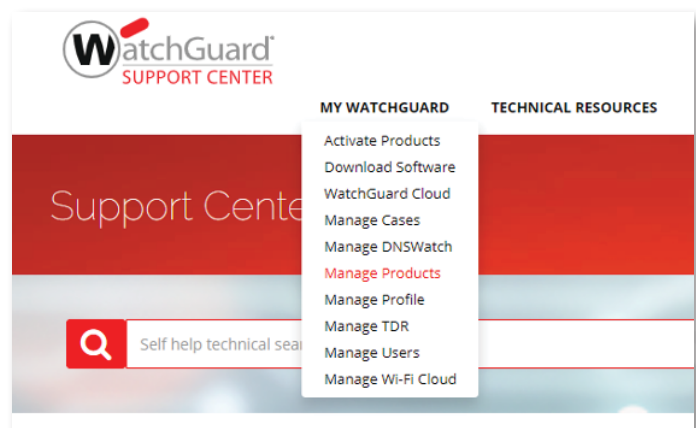 WatchGuard
SUPPORT CENTER
MY WATCHGUARD TECHNICAL RESOURCES
Activate Products
Download Software
WatchGuard Cloud
Manage Cases
Manage DNSWatch
Manage Products
Manage Profile
Manage TDR
Manage Users
Manage Wi-Fi Cloud
Support Cente
Self help technical sea